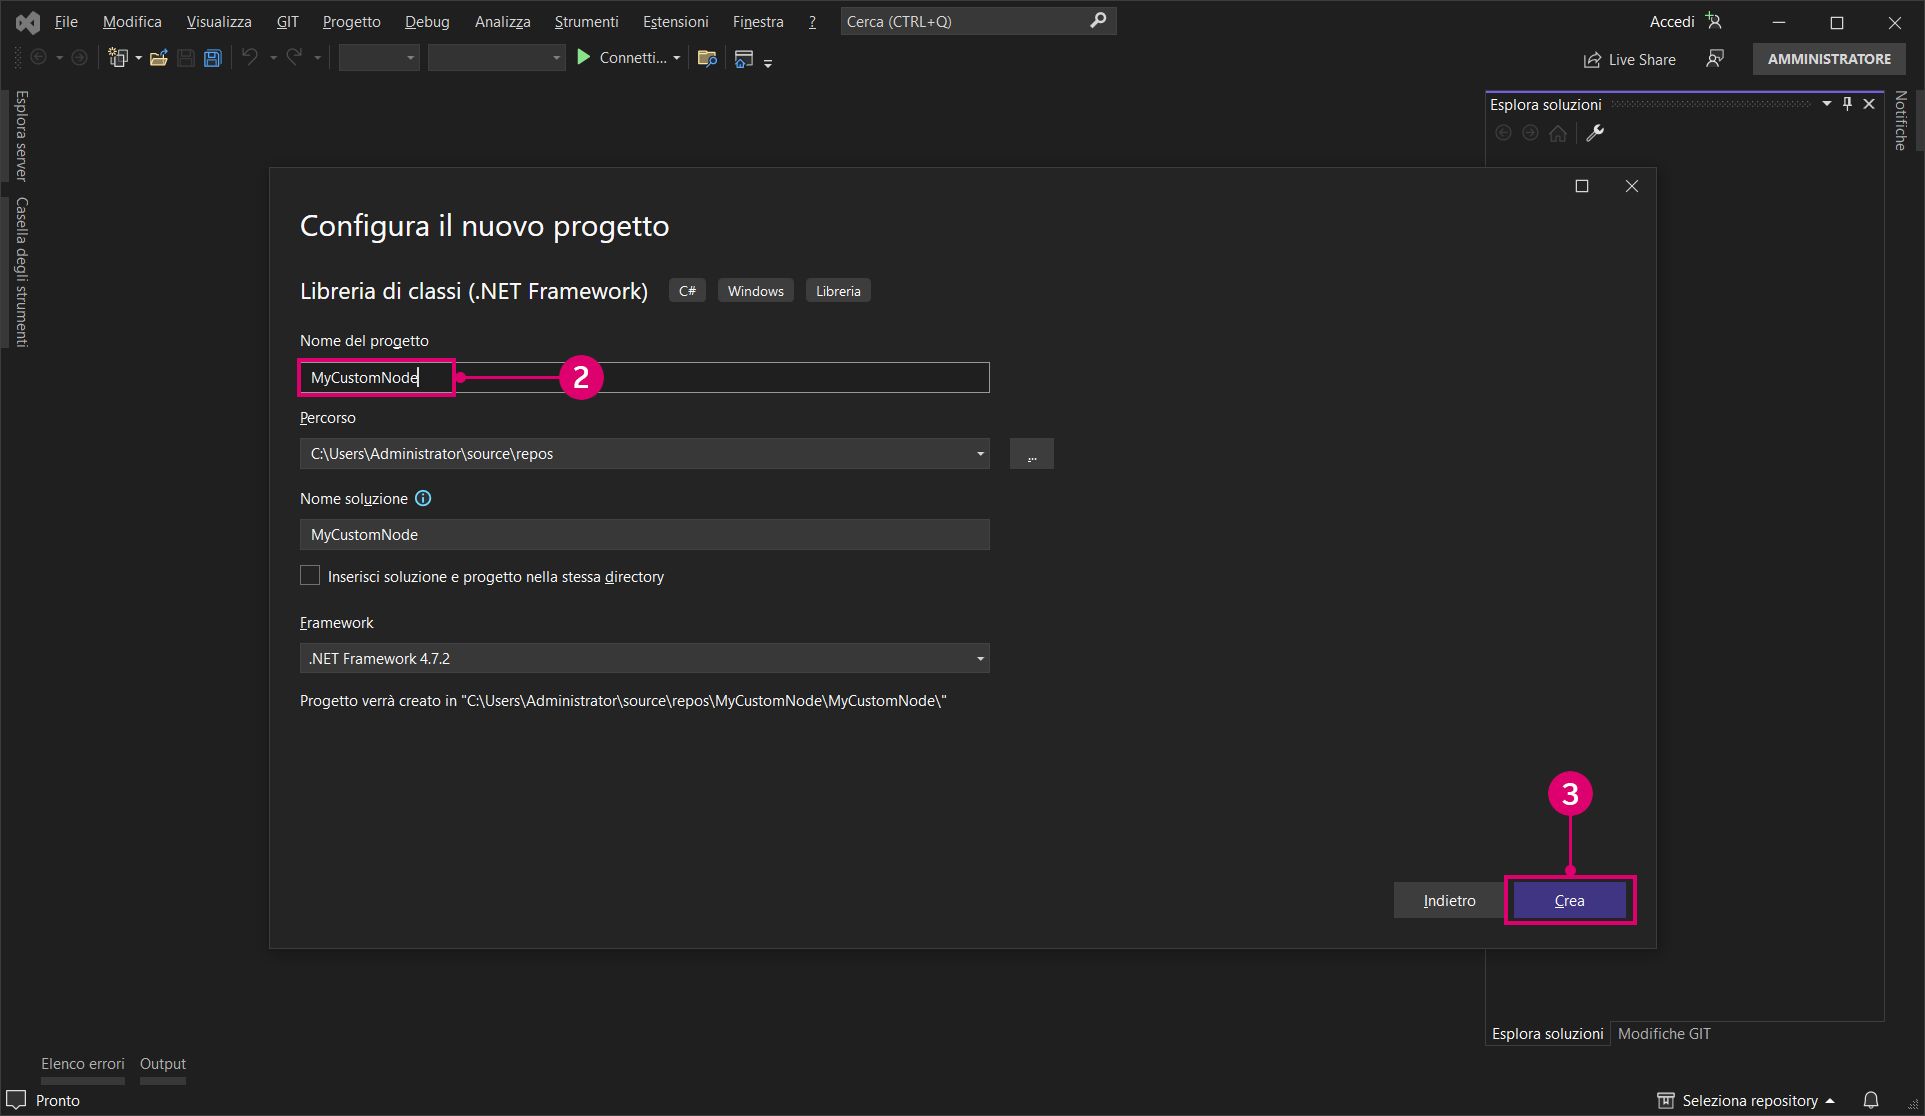 File Modifica Visualizza GIT Progetto Debug Analizza Strumenti Estensioni Finestra ? Cerca (CTRL+Q) Accedi
Connetti... Live Share AMMINISTRATORE
Esplora server
Casella degli strumenti
Esplora soluzioni
Notifiche
Configura il nuovo progetto
Libreria di classi (.NET Framework) C# Windows Libreria
Nome del progetto
MyCustomNode 2
Percorso
C:\Users\Administrator\source\repos ...
Nome soluzione
MyCustomNode
Inserisci soluzione e progetto nella stessa directory
Framework
.NET Framework 4.7.2
Progetto verrà creato in "C:\Users\Administrator\source\repos\MyCustomNode\MyCustomNode\"
3
Indietro Crea
Esplora soluzioni Modifiche GIT
Elenco errori Output
Pronto Seleziona repository